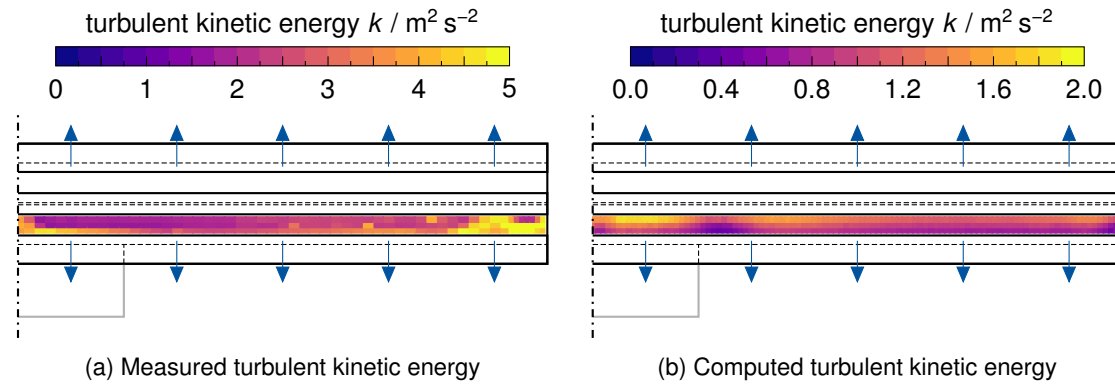 turbulent kinetic energy k / m² s⁻²
0 1 2 3 4 5
(a) Measured turbulent kinetic energy
turbulent kinetic energy k / m² s⁻²
0.0 0.4 0.8 1.2 1.6 2.0
(b) Computed turbulent kinetic energy